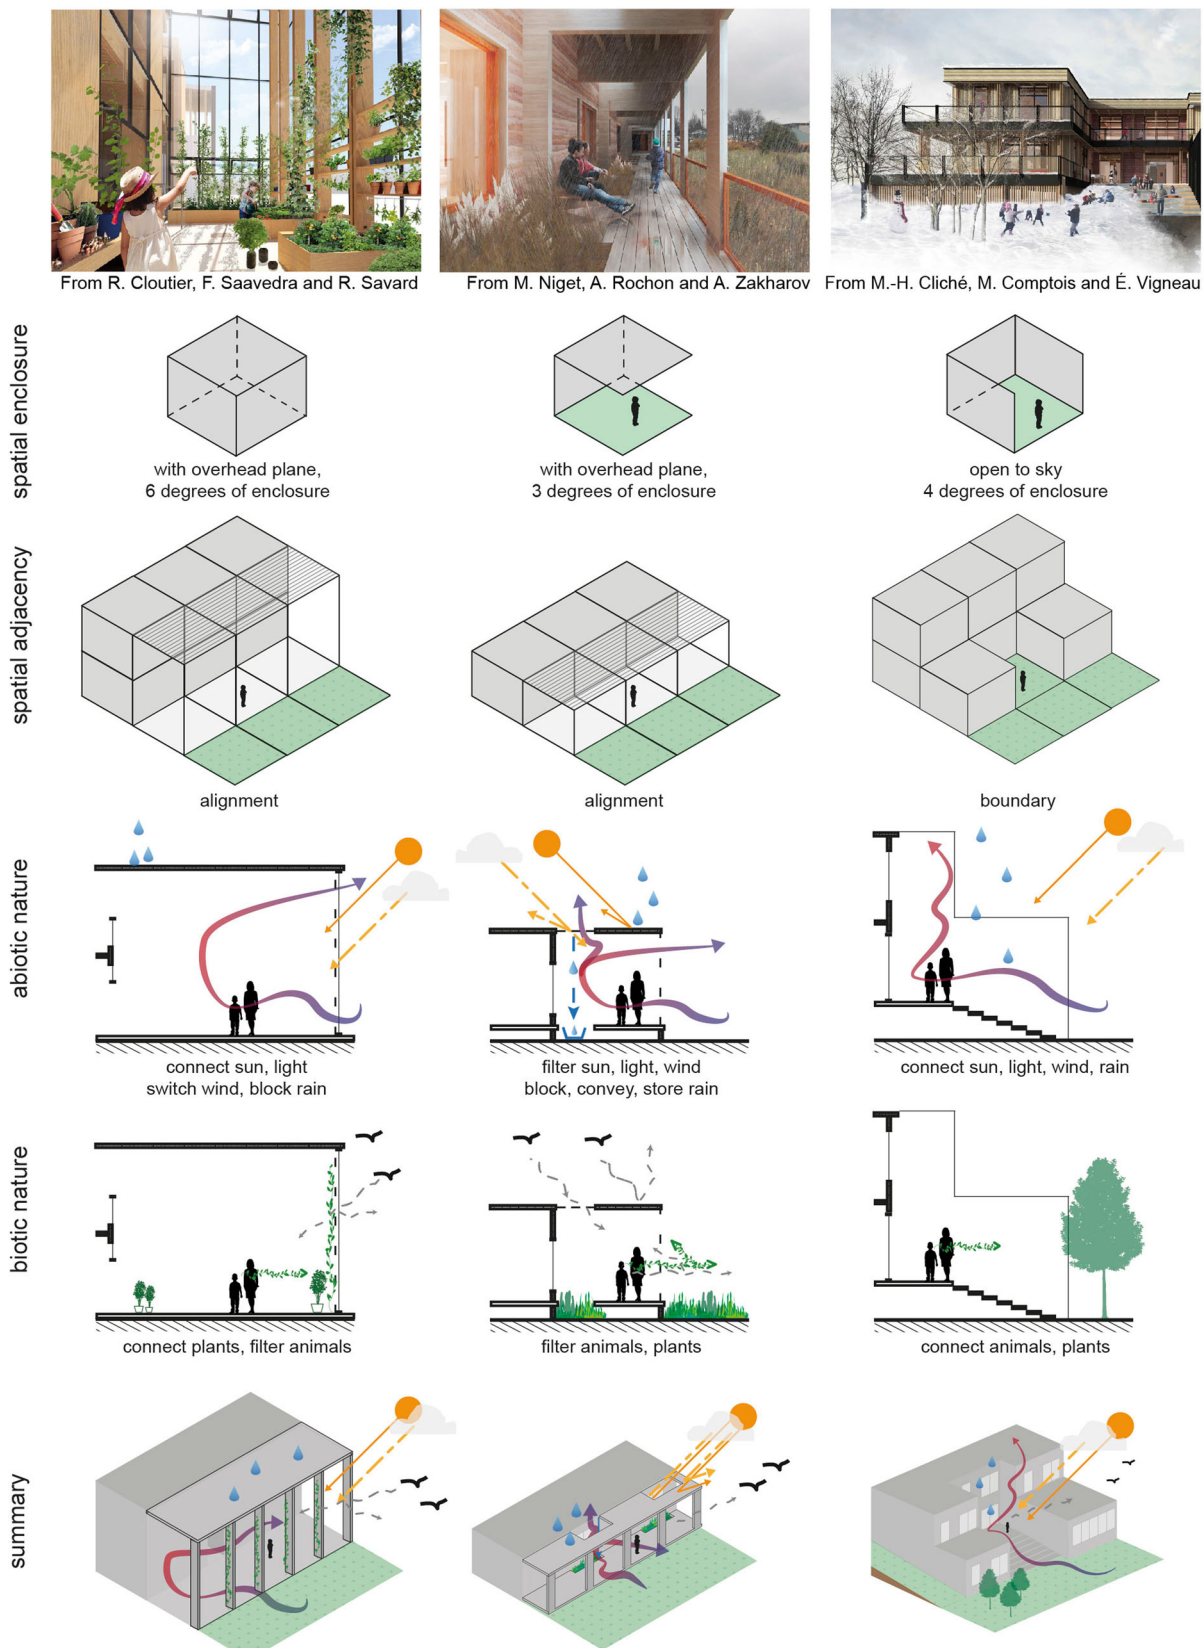 From R. Cloutier, F. Saavedra and R. Savard
From M. Niget, A. Rochon and A. Zakharov
From M.-H. Cliché, M. Comptois and É. Vigneau
spatial enclosure
with overhead plane,
6 degrees of enclosure
with overhead plane,
3 degrees of enclosure
open to sky
4 degrees of enclosure
spatial adjacency
alignment
alignment
boundary
abiotic nature
connect sun, light
switch wind, block rain
filter sun, light, wind
block, convey, store rain
connect sun, light, wind, rain
biotic nature
connect plants, filter animals
filter animals, plants
connect animals, plants
summary